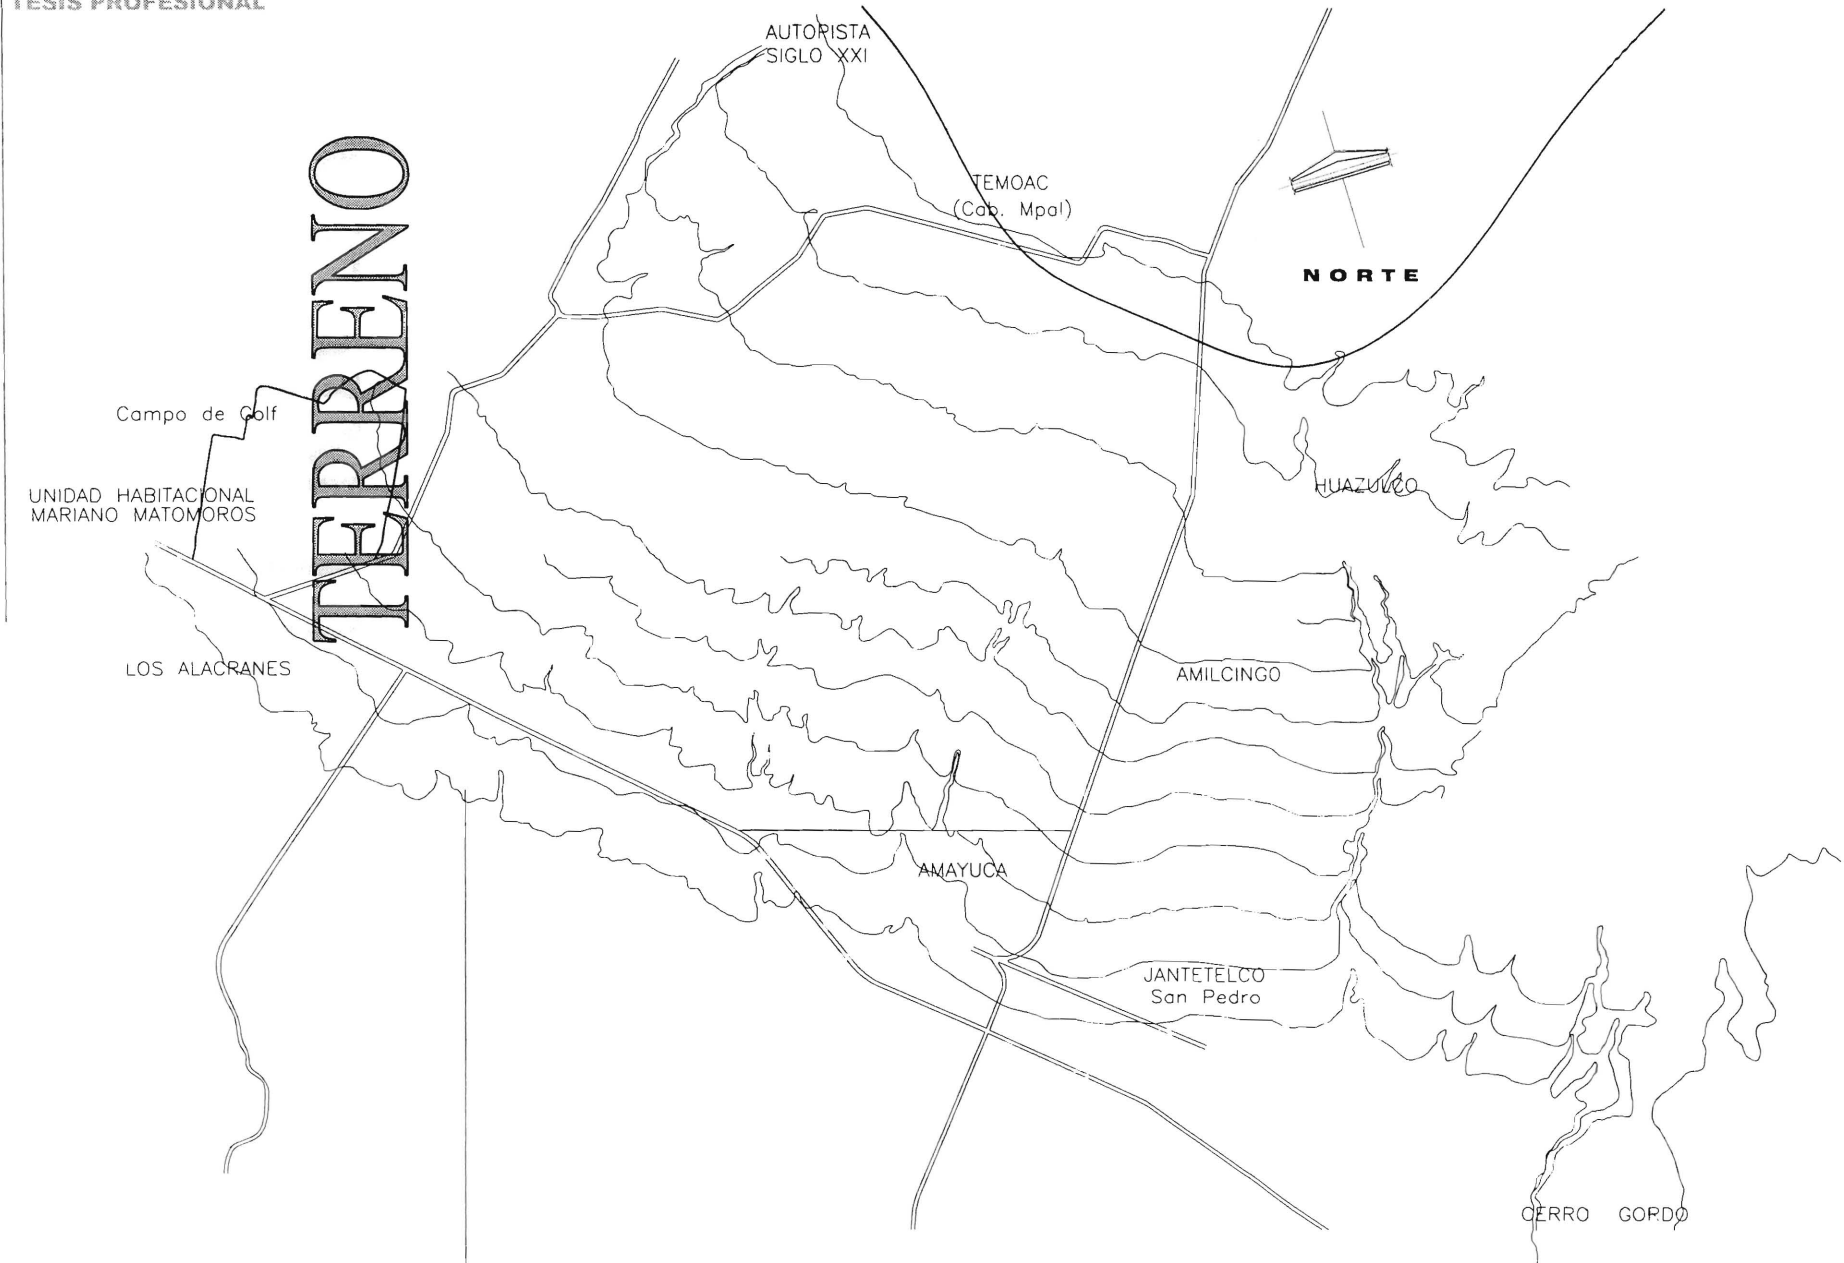 TESIS PROFESIONAL
AUTOPISTA
SIGLO XXI
TERRENO
TEMOAC
(Cab. Mpal)
NORTE
Campo de Golf
UNIDAD HABITACIONAL
MARIANO MATOMOROS
HUAZULCO
LOS ALACRANES
AMILCINGO
AMAYUCA
JANTETELCO
San Pedro
CERRO GORDO